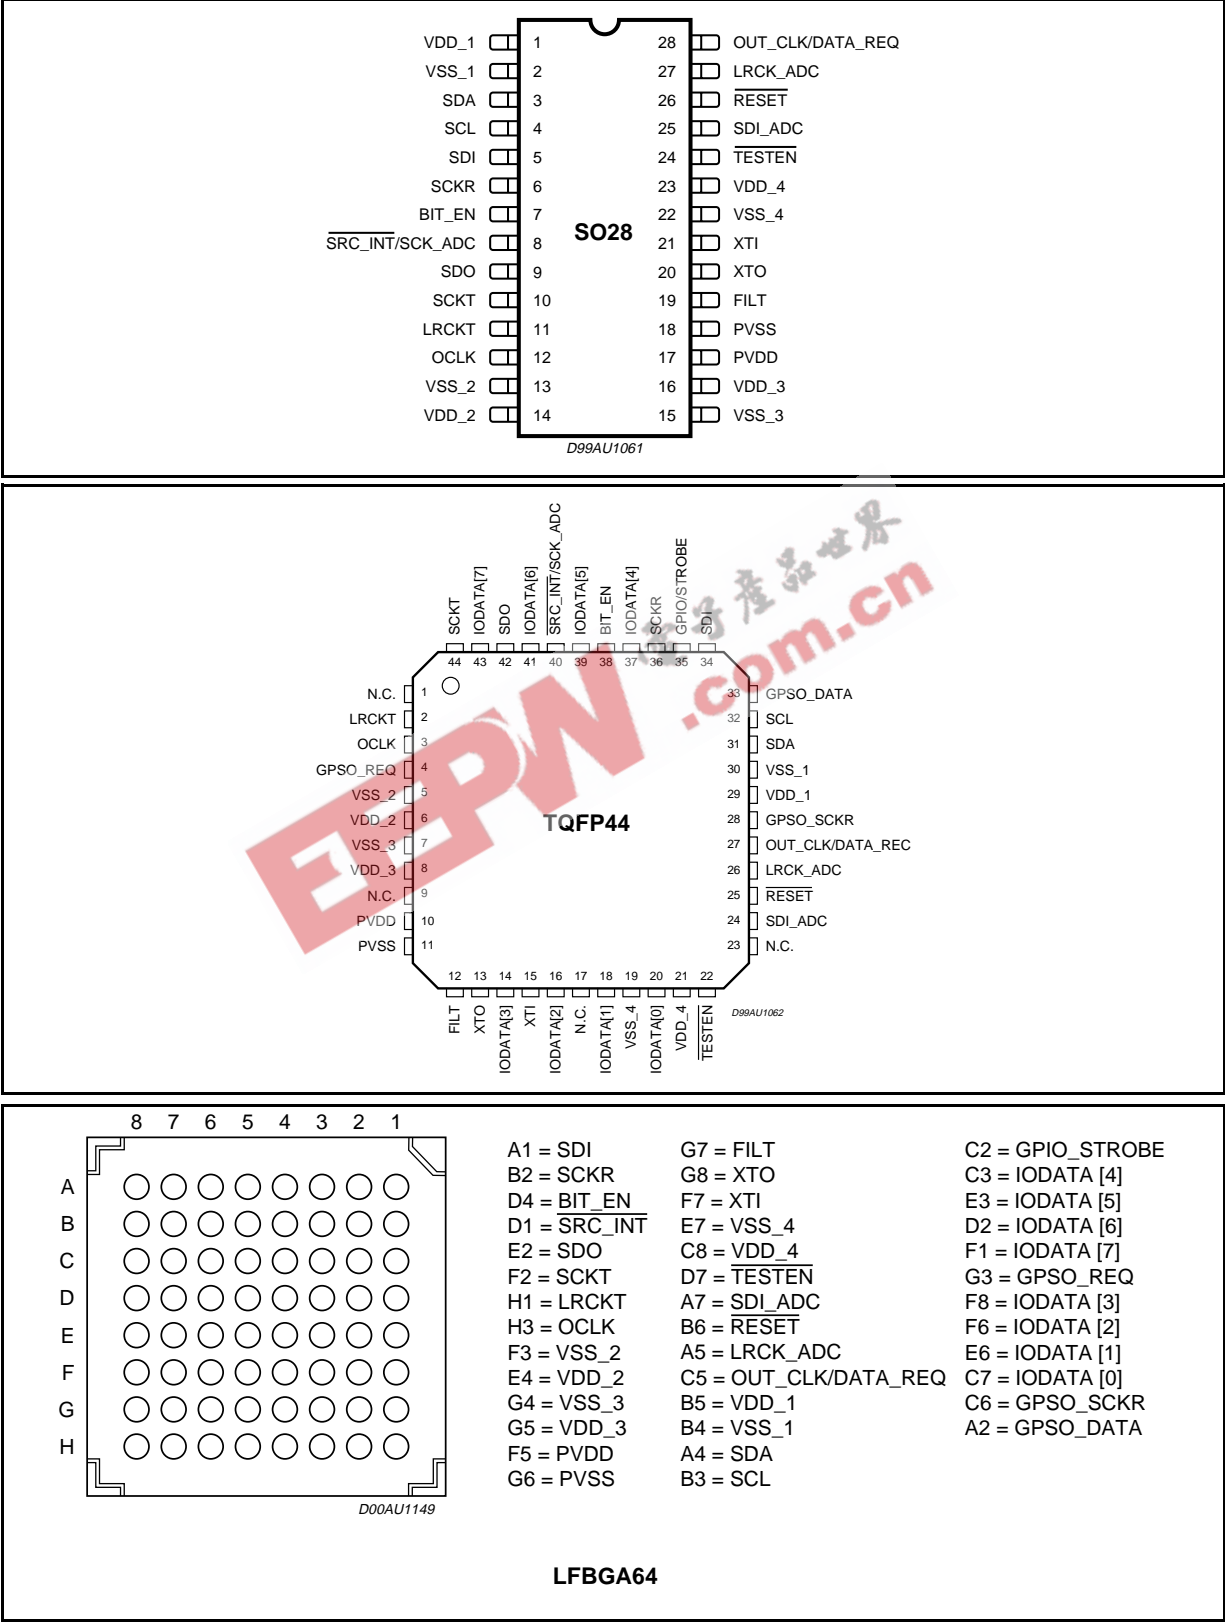 VDD_1 1 28 OUT_CLK/DATA_REQ
VSS_1 2 27 LRCK_ADC
SDA 3 26 RESET
SCL 4 25 SDI_ADC
SDI 5 24 TESTEN
SCKR 6 23 VDD_4
BIT_EN 7 22 VSS_4
SRC_INT/SCK_ADC 8 21 XTI
SDO 9 20 XTO
SCKT 10 19 FILT
LRCKT 11 18 PVSS
OCLK 12 17 PVDD
VSS_2 13 16 VDD_3
VDD_2 14 15 VSS_3
SO28
D99AU1061
SCKT IODATA[7] SDO IODATA[6] SRC_INT/SCK_ADC IODATA[5] BIT_EN IODATA[4] SCKR GPIO/STROBE SDI
44 43 42 41 40 39 38 37 36 35 34
N.C. 1 33 GPSO_DATA
LRCKT 2 32 SCL
OCLK 3 31 SDA
GPSO_REQ 4 30 VSS_1
VSS_2 5 29 VDD_1
VDD_2 6 28 GPSO_SCKR
VSS_3 7 27 OUT_CLK/DATA_REC
VDD_3 8 26 LRCK_ADC
N.C. 9 25 RESET
PVDD 10 24 SDI_ADC
PVSS 11 23 N.C.
TQFP44
12 13 14 15 16 17 18 19 20 21 22
FILT XTO IODATA[3] XTI IODATA[2] N.C. IODATA[1] VSS_4 IODATA[0] VDD_4 TESTEN
D99AU1062
EEPW.com.cn
电子產品世界
8 7 6 5 4 3 2 1
A
B
C
D
E
F
G
H
D00AU1149
A1 = SDI
B2 = SCKR
D4 = BIT_EN
D1 = SRC_INT
E2 = SDO
F2 = SCKT
H1 = LRCKT
H3 = OCLK
F3 = VSS_2
E4 = VDD_2
G4 = VSS_3
G5 = VDD_3
F5 = PVDD
G6 = PVSS
G7 = FILT
G8 = XTO
F7 = XTI
E7 = VSS_4
C8 = VDD_4
D7 = TESTEN
A7 = SDI_ADC
B6 = RESET
A5 = LRCK_ADC
C5 = OUT_CLK/DATA_REQ
B5 = VDD_1
B4 = VSS_1
A4 = SDA
B3 = SCL
C2 = GPIO_STROBE
C3 = IODATA [4]
E3 = IODATA [5]
D2 = IODATA [6]
F1 = IODATA [7]
G3 = GPSO_REQ
F8 = IODATA [3]
F6 = IODATA [2]
E6 = IODATA [1]
C7 = IODATA [0]
C6 = GPSO_SCKR
A2 = GPSO_DATA
LFBGA64